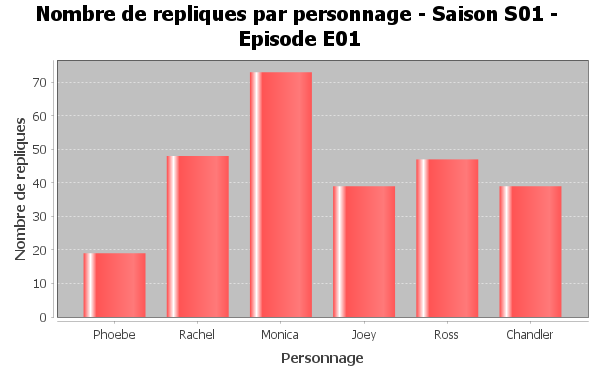 Nombre de repliques par personnage - Saison S01 -
Episode E01
Nombre de repliques
70
60
50
40
30
20
10
0
Phoebe Rachel Monica Joey Ross Chandler
Personnage